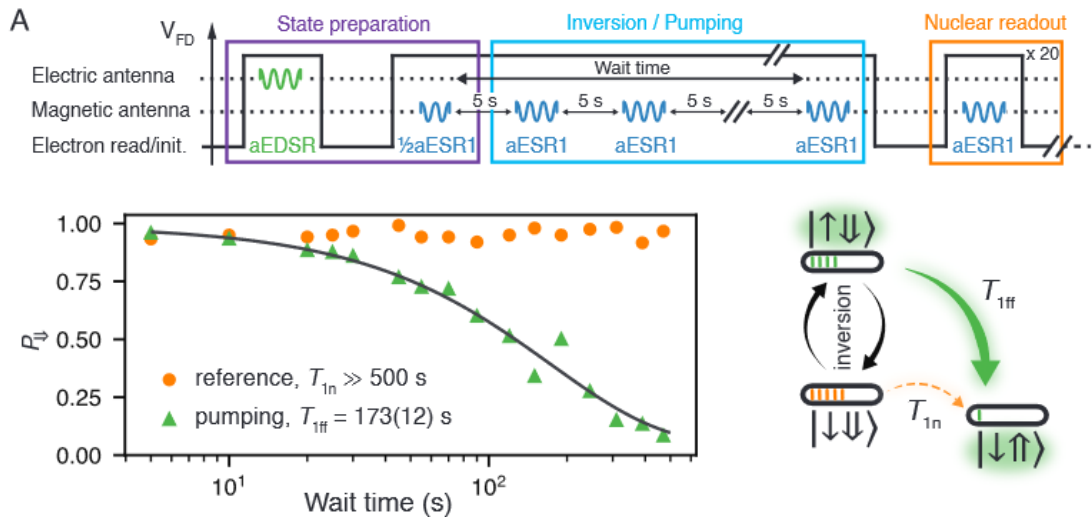 A
V_FD
State preparation
Inversion / Pumping
Nuclear readout
x 20
Electric antenna
Wait time
Magnetic antenna
5 s 5 s 5 s 5 s
Electron read/init.
aEDSR ½aESR1 aESR1 aESR1 aESR1 aESR1
1.00
0.75
0.50
0.25
0.00
P⇓
reference, T1n ≫ 500 s
pumping, T1ff = 173(12) s
10¹ 10²
Wait time (s)
|↑⇓⟩
inversion
T1ff
T1n
|↓⇓⟩
|↓⇑⟩